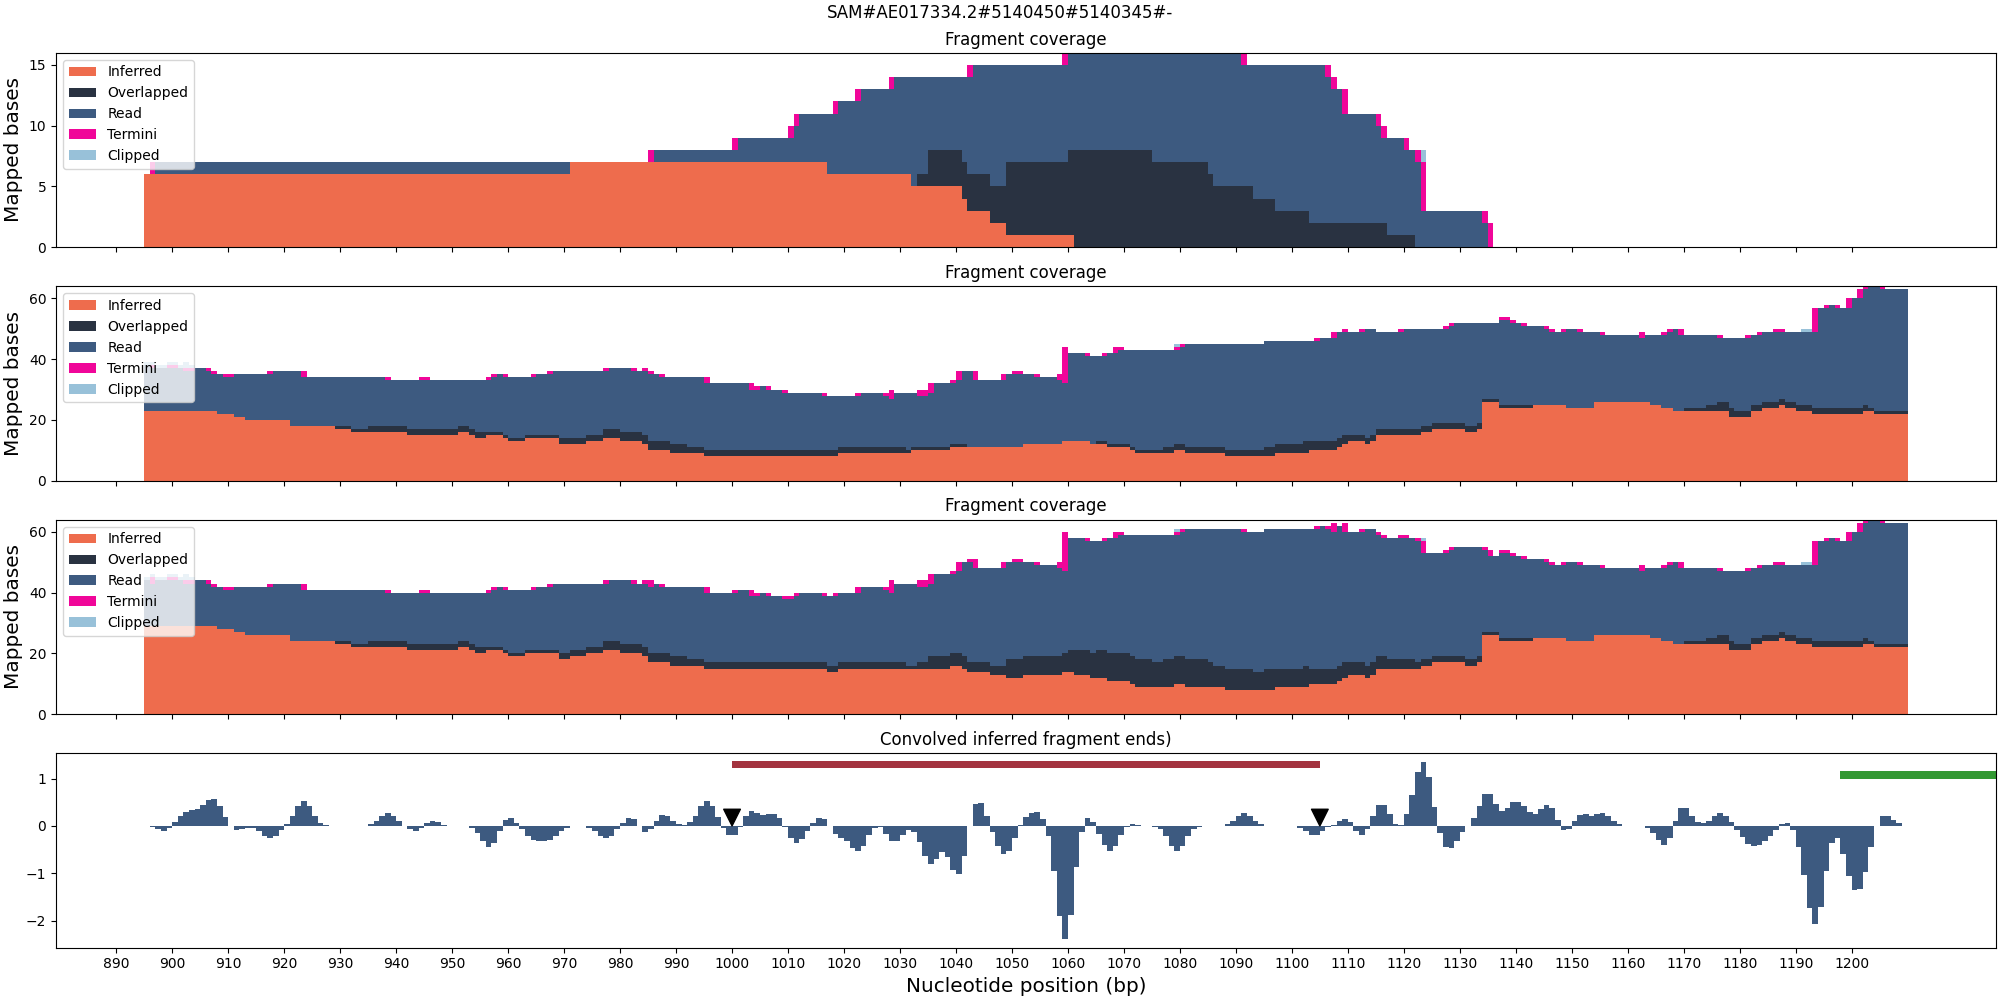 SAM#AE017334.2#5140450#5140345#-
Fragment coverage
Mapped bases
15
10
5
0
Inferred
Overlapped
Read
Termini
Clipped
Fragment coverage
Mapped bases
60
40
20
0
Inferred
Overlapped
Read
Termini
Clipped
Fragment coverage
Mapped bases
60
40
20
0
Inferred
Overlapped
Read
Termini
Clipped
Convolved inferred fragment ends)
1
0
−1
−2
890 900 910 920 930 940 950 960 970 980 990 1000 1010 1020 1030 1040 1050 1060 1070 1080 1090 1100 1110 1120 1130 1140 1150 1160 1170 1180 1190 1200
Nucleotide position (bp)